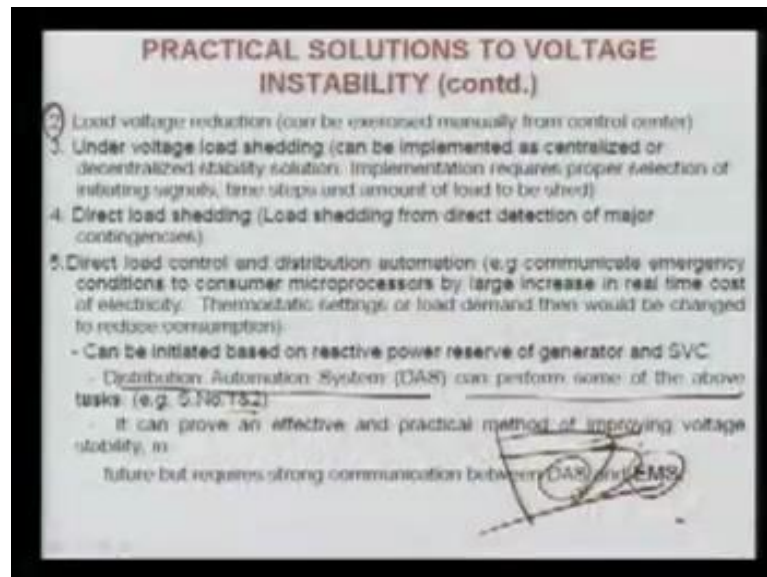 PRACTICAL SOLUTIONS TO VOLTAGE
INSTABILITY (contd.)
2. Load voltage reduction (can be exercised manually from control center)
3. Under voltage load shedding (can be implemented as centralized or
decentralized stability solution. Implementation requires proper selection of
initiating signals, time steps and amount of load to be shed)
4. Direct load shedding (Load shedding from direct detection of major
contingencies)
5.Direct load control and distribution automation (e.g communicate emergency
conditions to consumer microprocessors by large increase in real time cost
of electricity. Thermostatic settings or load demand then would be changed
to reduce consumption)
- Can be initiated based on reactive power reserve of generator and SVC
- Distribution Automation System (DAS) can perform some of the above
tasks (e.g. S.No.1&2)
It can prove an effective and practical method of improving voltage
stability, in
future but requires strong communication between DAS and EMS